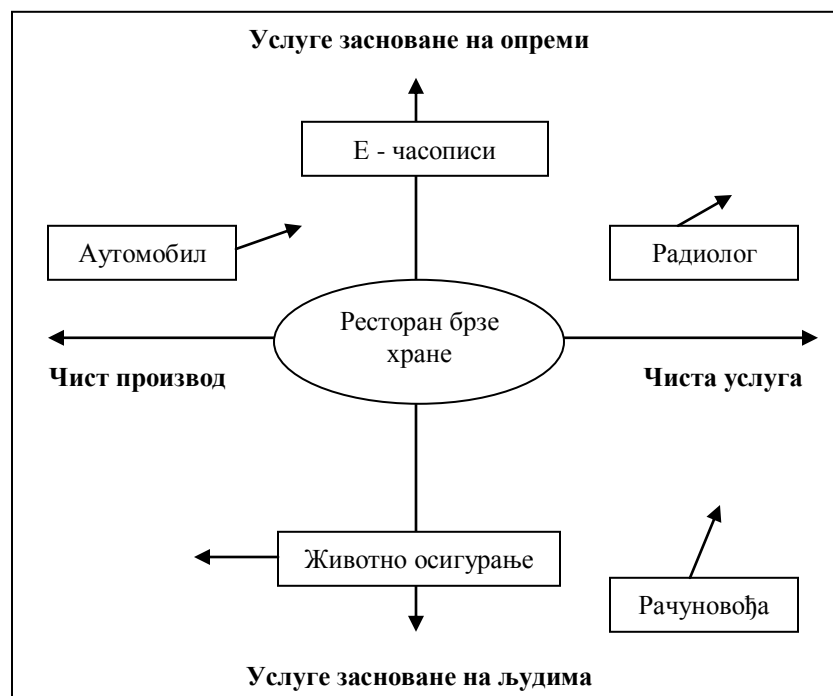 Услуге засноване на опреми
Е - часописи
Аутомобил
Радиолог
Ресторан брзе
хране
Чист производ
Чиста услуга
Животно осигурање
Рачуновођа
Услуге засноване на људима